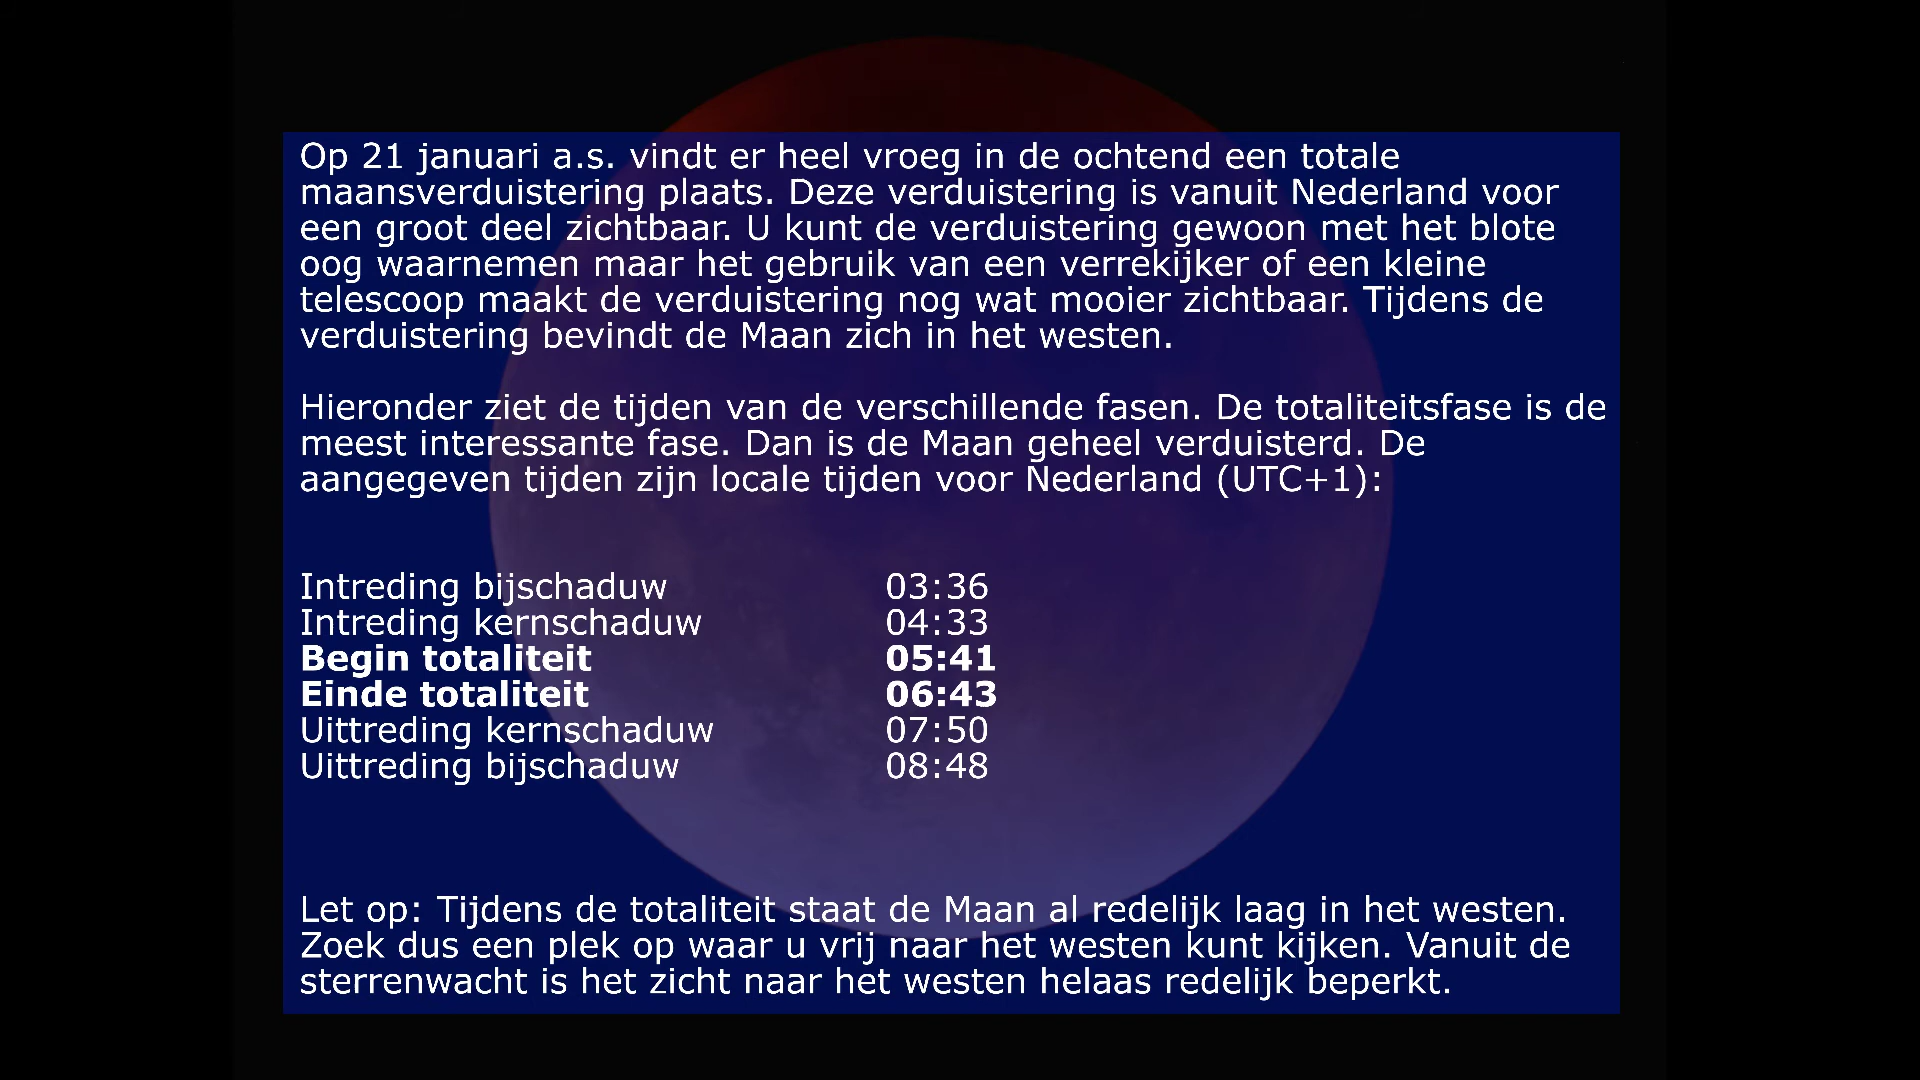 Op 21 januari a.s. vindt er heel vroeg in de ochtend een totale
maansverduistering plaats. Deze verduistering is vanuit Nederland voor
een groot deel zichtbaar. U kunt de verduistering gewoon met het blote
oog waarnemen maar het gebruik van een verrekijker of een kleine
telescoop maakt de verduistering nog wat mooier zichtbaar. Tijdens de
verduistering bevindt de Maan zich in het westen.
Hieronder ziet de tijden van de verschillende fasen. De totaliteitsfase is de
meest interessante fase. Dan is de Maan geheel verduisterd. De
aangegeven tijden zijn locale tijden voor Nederland (UTC+1):
Intreding bijschaduw 03:36
Intreding kernschaduw 04:33
Begin totaliteit 05:41
Einde totaliteit 06:43
Uittreding kernschaduw 07:50
Uittreding bijschaduw 08:48
Let op: Tijdens de totaliteit staat de Maan al redelijk laag in het westen.
Zoek dus een plek op waar u vrij naar het westen kunt kijken. Vanuit de
sterrenwacht is het zicht naar het westen helaas redelijk beperkt.